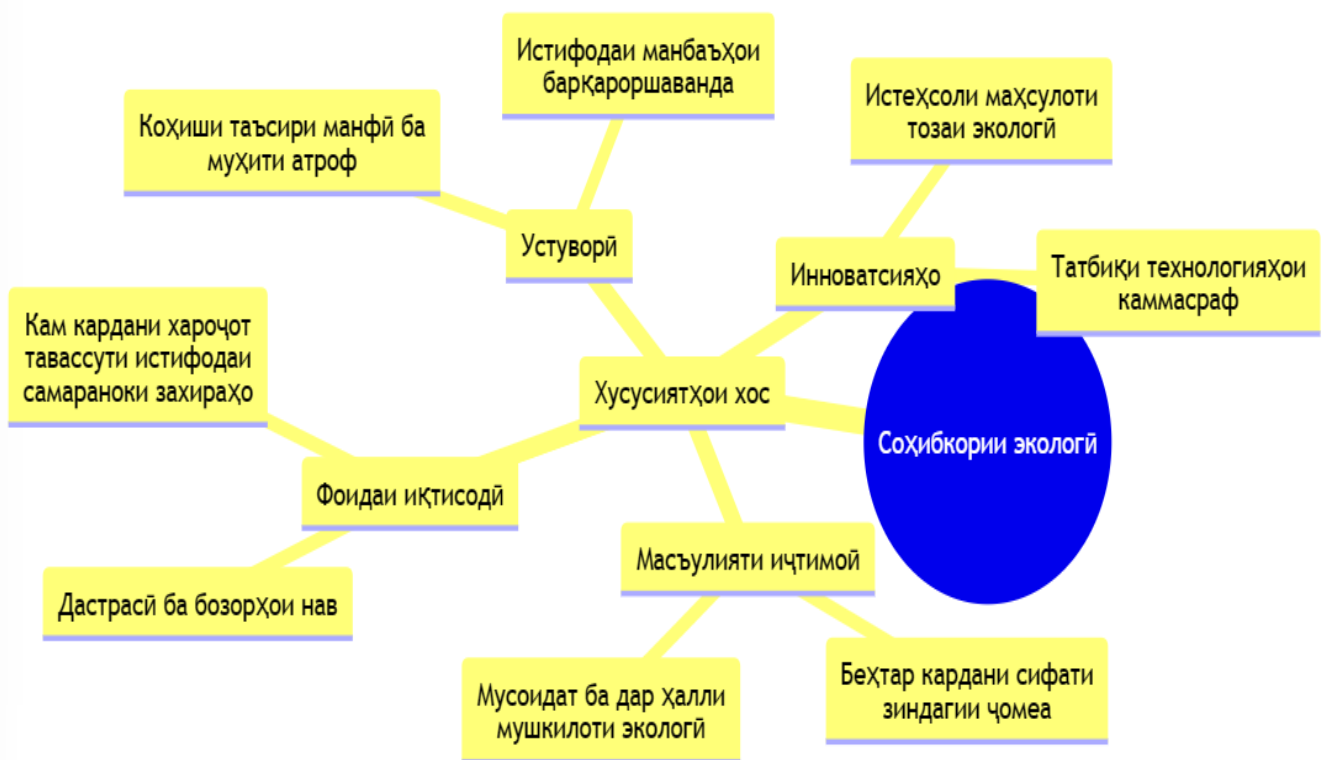 Истифодаи манбаъҳои
барқароршаванда
Истеҳсоли маҳсулоти
тозаи экологӣ
Коҳиши таъсири манфӣ ба
муҳити атроф
Устуворӣ
Инноватсияҳо
Татбиқи технологияҳои
каммасраф
Кам кардани хароҷот
тавассути истифодаи
самараноки захираҳо
Хусусиятҳои хос
Соҳибкории экологӣ
Фоидаи иқтисодӣ
Масъулияти иҷтимоӣ
Дастрасӣ ба бозорҳои нав
Мусоидат ба дар ҳалли
мушкилоти экологӣ
Беҳтар кардани сифати
зиндагии ҷомеа